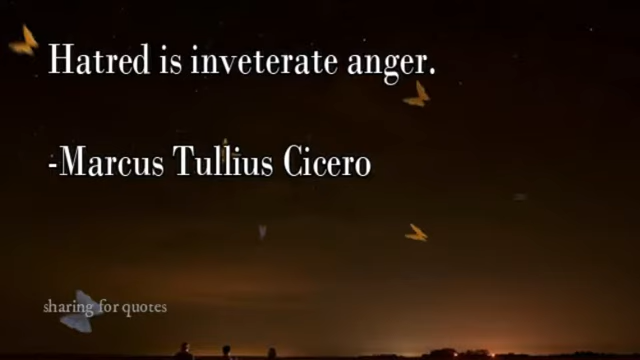 Hatred is inveterate anger.
-Marcus Tullius Cicero
sharing for quotes